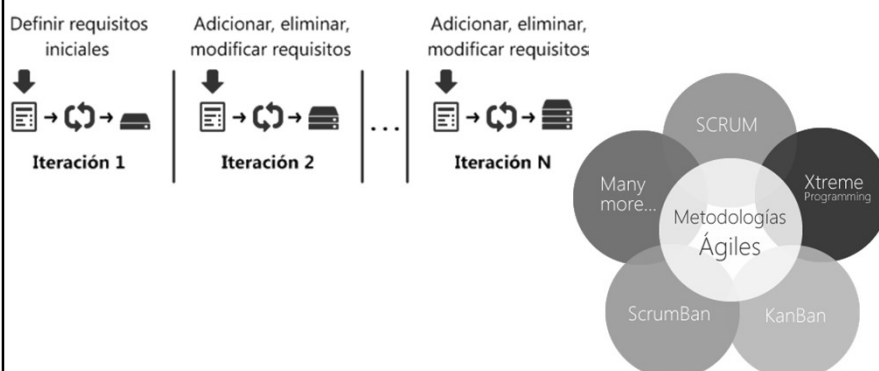 Definir requisitos
iniciales
Adicionar, eliminar,
modificar requisitos
Adicionar, eliminar,
modificar requisitos
...
Iteración 1
Iteración 2
Iteración N
SCRUM
Xtreme
Programming
Many
more...
Metodologías
Ágiles
ScrumBan
KanBan